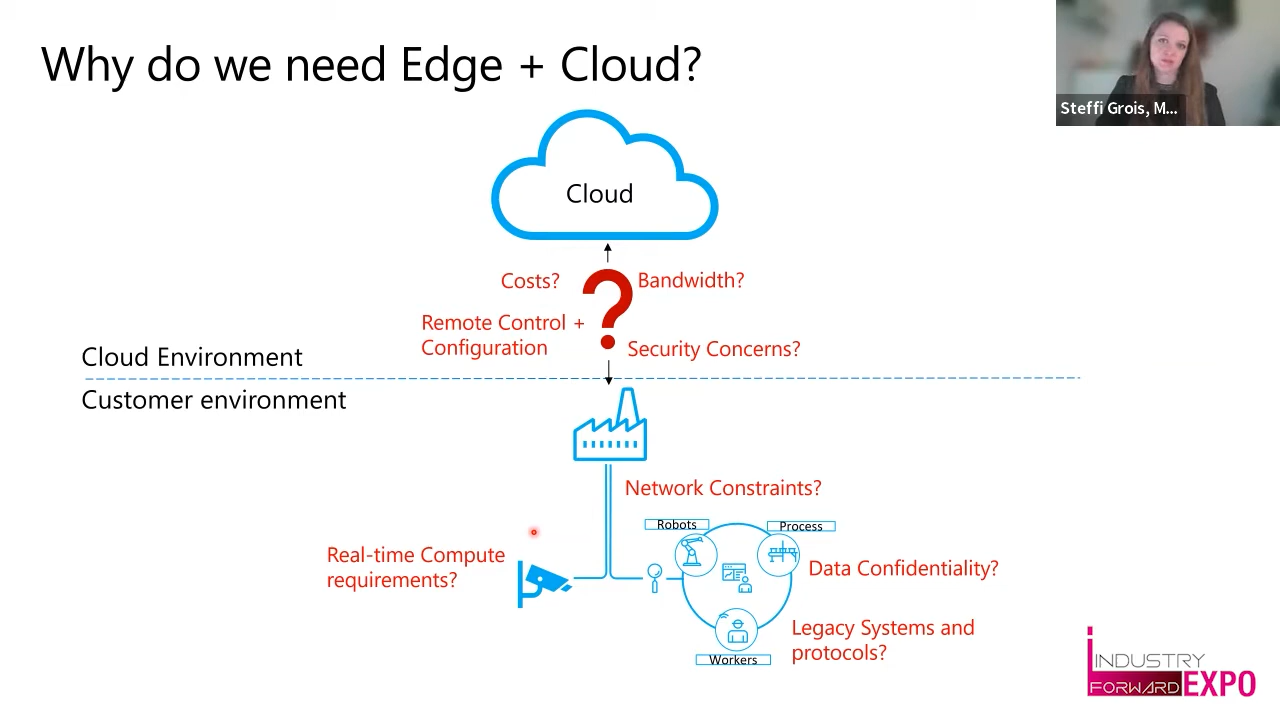 Why do we need Edge + Cloud?
Steffi Grois, M...
Cloud
Costs?
Bandwidth?
Remote Control +
Configuration
Security Concerns?
Cloud Environment
Customer environment
Network Constraints?
Robots
Process
Real-time Compute
requirements?
Data Confidentiality?
Legacy Systems and
protocols?
Workers
INDUSTRY
FORWARD EXPO